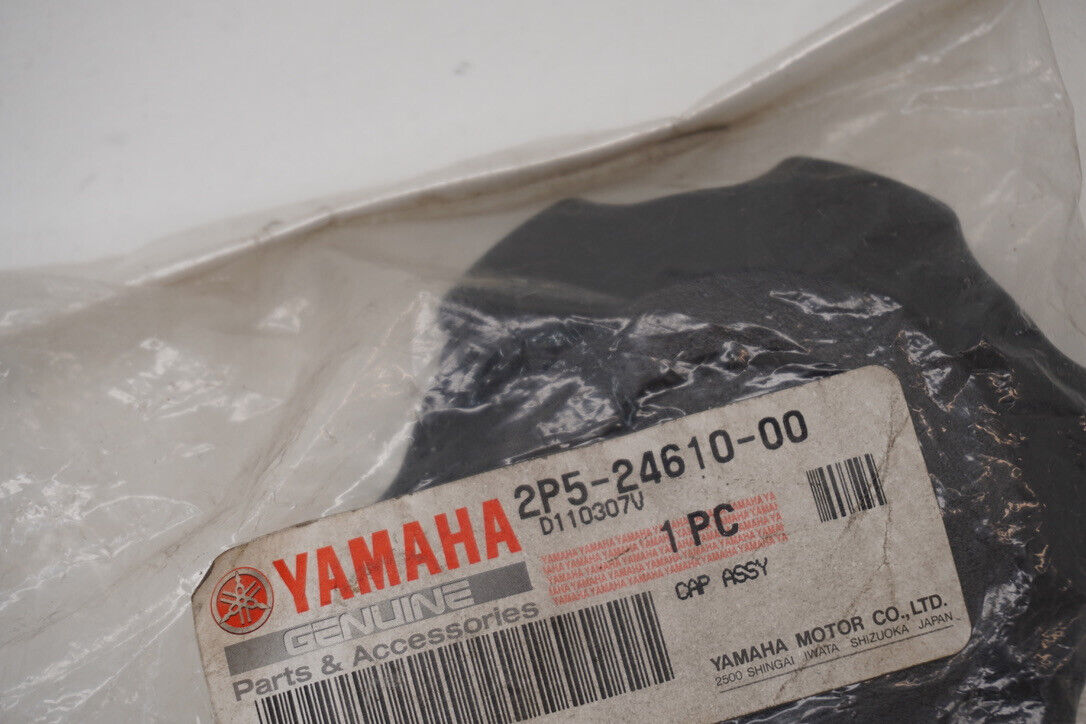 2P5-24610-00
D110307V
YAMAHA
1 PC
GENUINE
Parts & Accessories
CAP ASSY
YAMAHAYAMAHAYAMAHAYAMAHAYAMAHAYA
YAMAHA MOTOR CO.,LTD.
2500 SHINGAI IWATA SHIZUOKA JAPAN